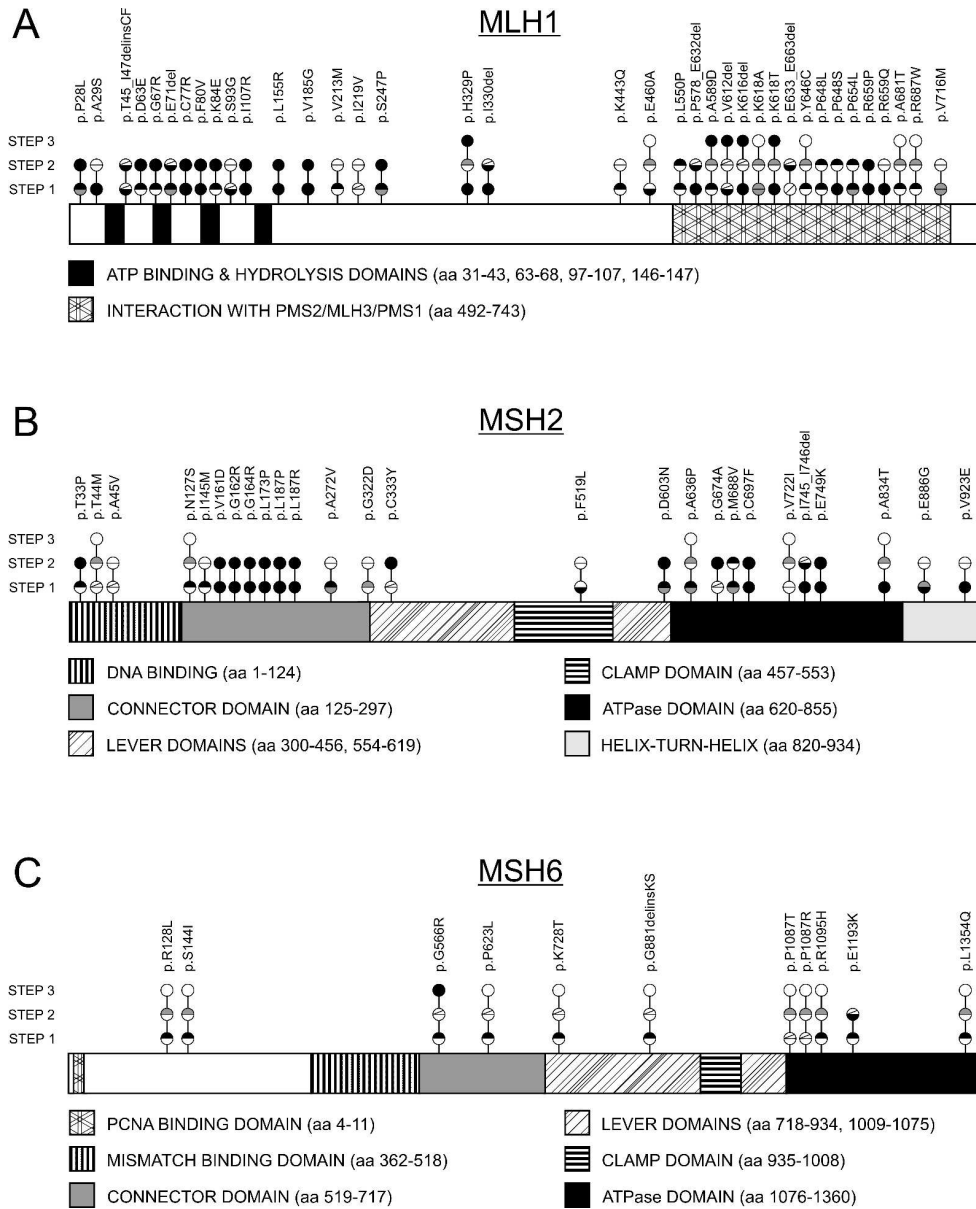 A
MLH1
p.P28L
p.A29S
p.T45_I47delinsCF
p.D63E
p.G67R
p.E71del
p.C77R
p.F80V
p.K84E
p.S93G
p.I107R
p.L155R
p.V185G
p.V213M
p.I219V
p.S247P
p.H329P
p.I330del
p.K443Q
p.E460A
p.L550P
p.P578_E632del
p.A589D
p.V612del
p.K616del
p.K618A
p.K618T
p.E633_E663del
p.Y646C
p.P648L
p.P648S
p.P654L
p.R659P
p.R659Q
p.A681T
p.R687W
p.V716M
STEP 3
STEP 2
STEP 1
ATP BINDING & HYDROLYSIS DOMAINS (aa 31-43, 63-68, 97-107, 146-147)
INTERACTION WITH PMS2/MLH3/PMS1 (aa 492-743)
B
MSH2
p.T33P
p.T44M
p.A45V
p.N127S
p.I145M
p.V161D
p.G162R
p.G164R
p.L173P
p.L187P
p.L187R
p.A272V
p.G322D
p.C333Y
p.F519L
p.D603N
p.A636P
p.G674A
p.M688V
p.C697F
p.V722I
p.I745_I746del
p.E749K
p.A834T
p.E886G
p.V923E
STEP 3
STEP 2
STEP 1
DNA BINDING (aa 1-124)
CONNECTOR DOMAIN (aa 125-297)
LEVER DOMAINS (aa 300-456, 554-619)
CLAMP DOMAIN (aa 457-553)
ATPase DOMAIN (aa 620-855)
HELIX-TURN-HELIX (aa 820-934)
C
MSH6
p.R128L
p.S144I
p.G566R
p.P623L
p.K728T
p.G881delinsKS
p.P1087T
p.P1087R
p.R1095H
p.E1193K
p.L1354Q
STEP 3
STEP 2
STEP 1
PCNA BINDING DOMAIN (aa 4-11)
MISMATCH BINDING DOMAIN (aa 362-518)
CONNECTOR DOMAIN (aa 519-717)
LEVER DOMAINS (aa 718-934, 1009-1075)
CLAMP DOMAIN (aa 935-1008)
ATPase DOMAIN (aa 1076-1360)